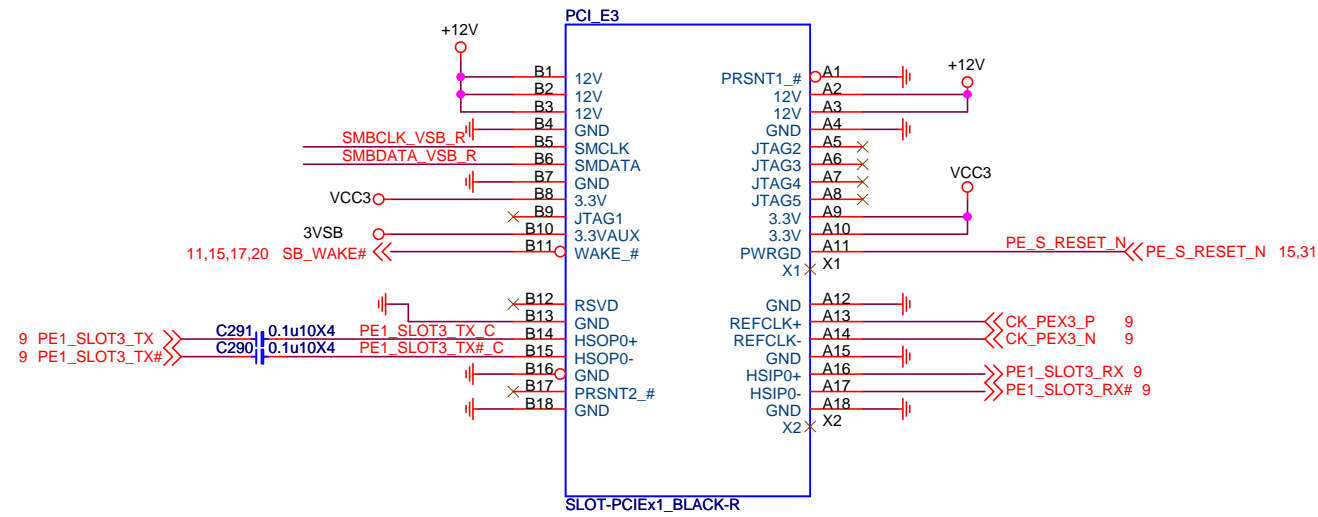 PCI_E3
+12V
B1 12V
B2 12V
B3 12V
B4 GND
SMBCLK_VSB_R B5 SMCLK
SMBDATA_VSB_R B6 SMDATA
B7 GND
VCC3 B8 3.3V
B9 JTAG1
3VSB B10 3.3VAUX
11,15,17,20 SB_WAKE# B11 WAKE_#
B12 RSVD
B13 GND
9 PE1_SLOT3_TX C291 0.1u10X4 PE1_SLOT3_TX_C B14 HSOP0+
9 PE1_SLOT3_TX# C290 0.1u10X4 PE1_SLOT3_TX#_C B15 HSOP0-
B16 GND
B17 PRSNT2_#
B18 GND
+12V
PRSNT1_# A1
12V A2
12V A3
GND A4
JTAG2 A5
JTAG3 A6
JTAG4 A7
JTAG5 A8
VCC3
3.3V A9
3.3V A10
PWRGD A11 PE_S_RESET_N PE_S_RESET_N 15,31
X1 X1
GND A12
REFCLK+ A13 CK_PEX3_P 9
REFCLK- A14 CK_PEX3_N 9
GND A15
HSIP0+ A16 PE1_SLOT3_RX 9
HSIP0- A17 PE1_SLOT3_RX# 9
GND A18
X2 X2
SLOT-PCIEx1_BLACK-R